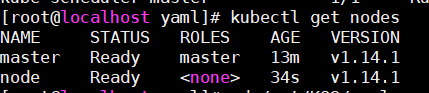 [root@localhost yaml]# kubectl get nodes
NAME STATUS ROLES AGE VERSION
master Ready master 13m v1.14.1
node Ready <none> 34s v1.14.1